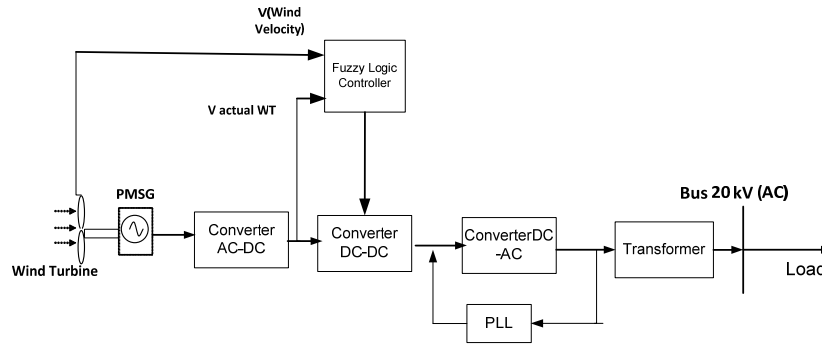 V(Wind
Velocity)
Fuzzy Logic
Controller
V actual WT
PMSG
Bus 20 kV (AC)
Converter
AC-DC
Converter
DC-DC
ConverterDC
-AC
Transformer
Wind Turbine
Load
PLL